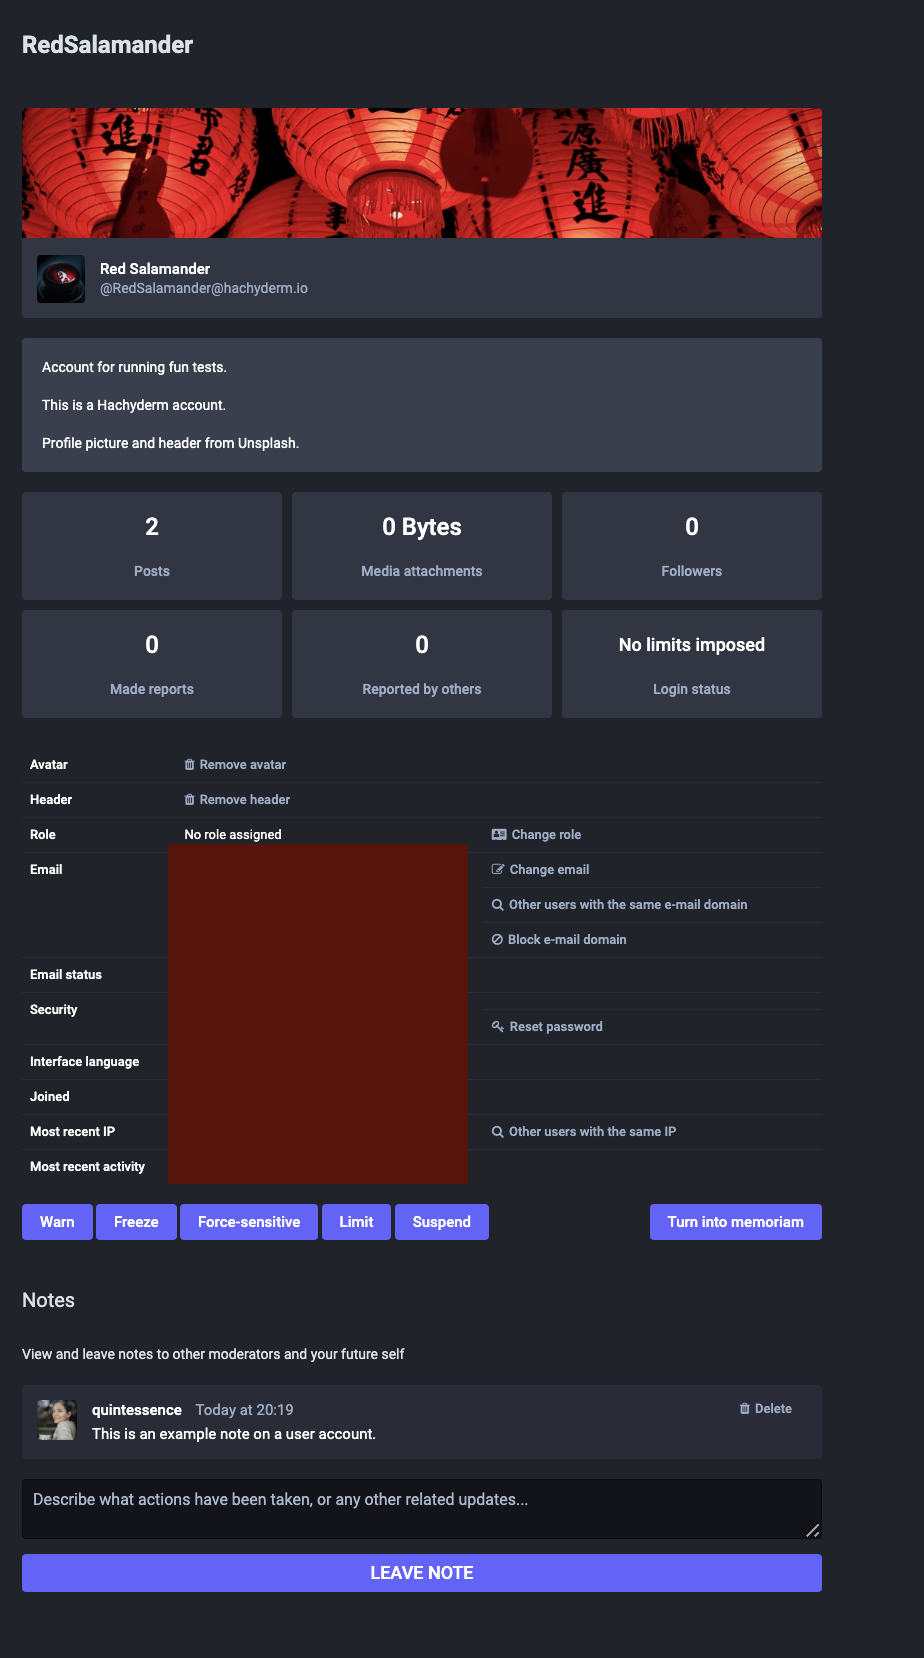 RedSalamander
進
帝君
源廣進
Red Salamander
@RedSalamander@hachyderm.io
Account for running fun tests.
This is a Hachyderm account.
Profile picture and header from Unsplash.
2
Posts
0 Bytes
Media attachments
0
Followers
0
Made reports
0
Reported by others
No limits imposed
Login status
Avatar
Remove avatar
Header
Remove header
Role
No role assigned
Change role
Email
Change email
Other users with the same e-mail domain
Block e-mail domain
Email status
Security
Reset password
Interface language
Joined
Most recent IP
Other users with the same IP
Most recent activity
Warn
Freeze
Force-sensitive
Limit
Suspend
Turn into memoriam
Notes
View and leave notes to other moderators and your future self
quintessence Today at 20:19
Delete
This is an example note on a user account.
Describe what actions have been taken, or any other related updates...
LEAVE NOTE